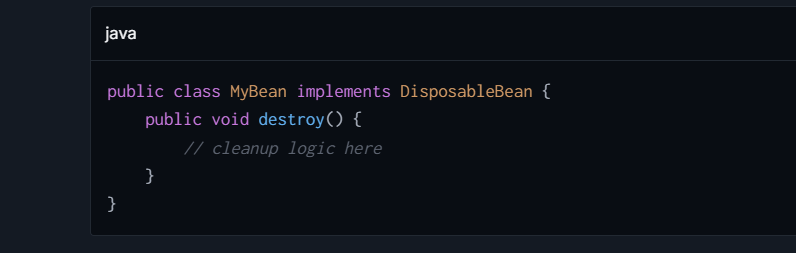 java
public class MyBean implements DisposableBean {
    public void destroy() {
        // cleanup logic here
    }
}